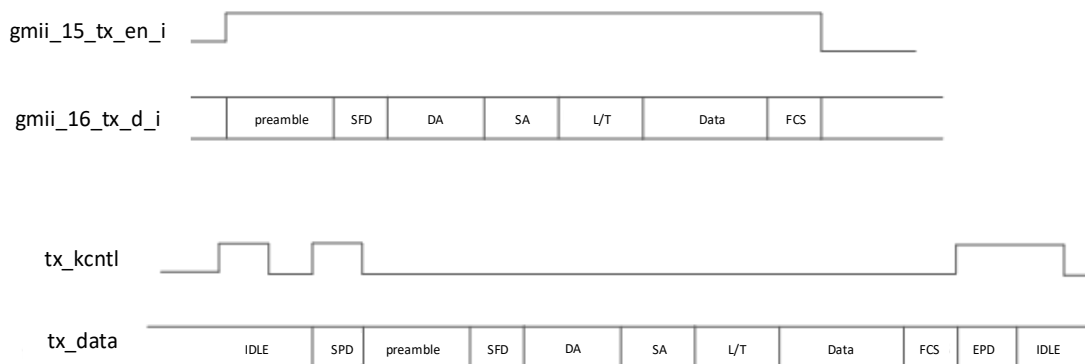 gmii_15_tx_en_i
gmii_16_tx_d_i preamble SFD DA SA L/T Data FCS
tx_kcntl
tx_data IDLE SPD preamble SFD DA SA L/T Data FCS EPD IDLE